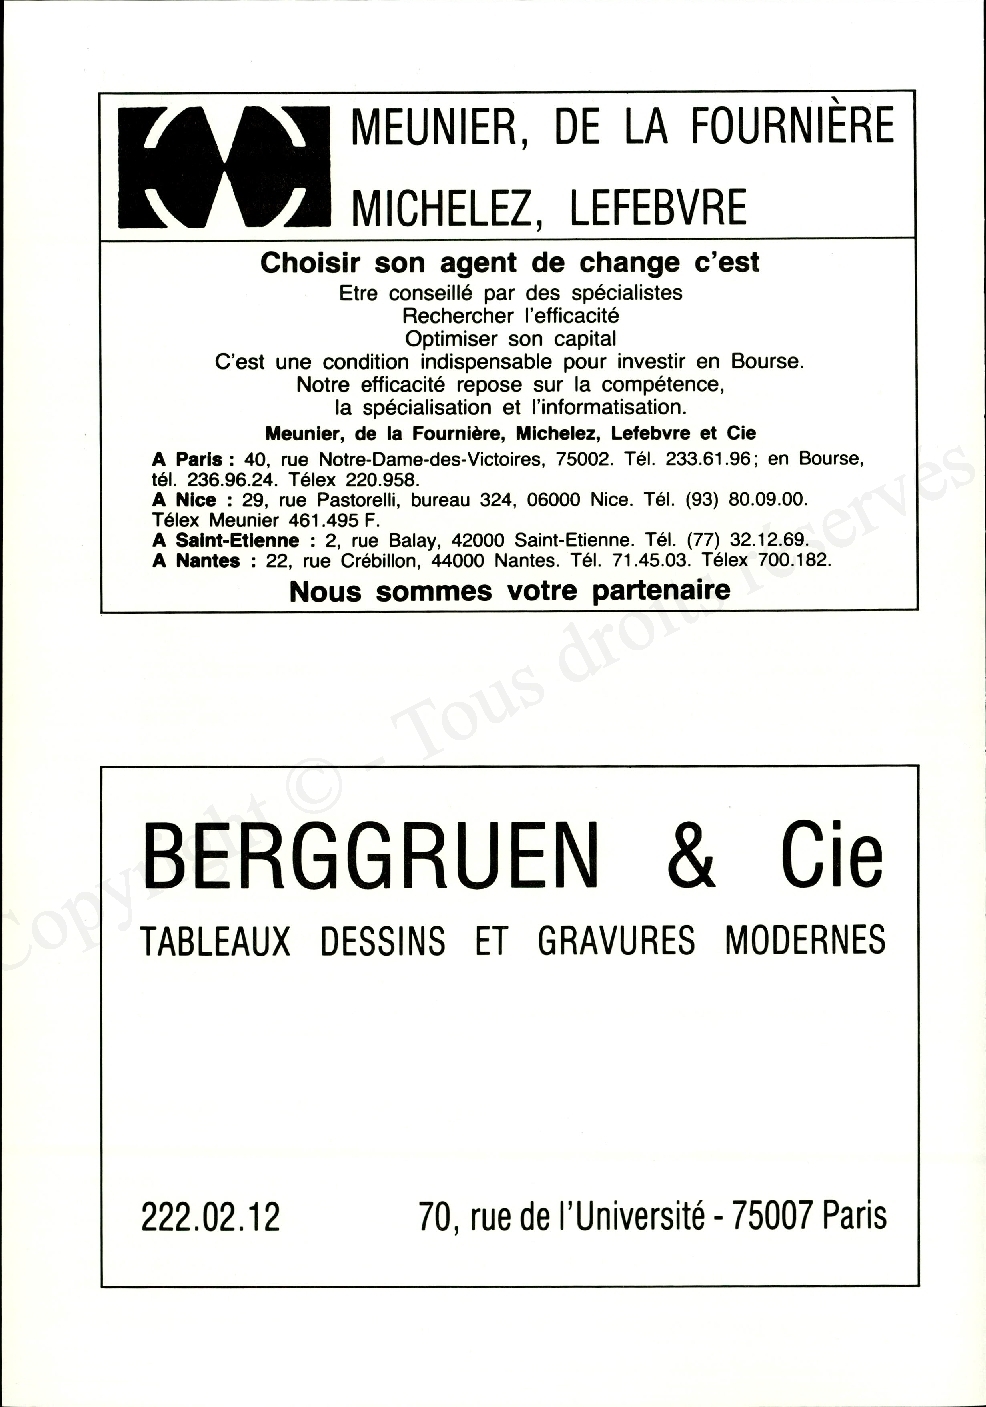 MEUNIER, DE LA FOURNIÈRE
MICHELEZ, LEFEBVRE
Choisir son agent de change c'est
Etre conseillé par des spécialistes
Rechercher l'efficacité
Optimiser son capital
C'est une condition indispensable pour investir en Bourse.
Notre efficacité repose sur la compétence,
la spécialisation et l'informatisation.
Meunier, de la Fournière, Michelez, Lefebvre et Cie
A Paris : 40, rue Notre-Dame-des-Victoires, 75002. Tél. 233.61.96; en Bourse,
tél. 236.96.24. Télex 220.958.
A Nice : 29, rue Pastorelli, bureau 324, 06000 Nice. Tél. (93) 80.09.00.
Télex Meunier 461.495 F.
A Saint-Etienne : 2, rue Balay, 42000 Saint-Etienne. Tél. (77) 32.12.69.
A Nantes : 22, rue Crébillon, 44000 Nantes. Tél. 71.45.03. Télex 700.182.
Nous sommes votre partenaire
Copyright © - Tous droits réservés
BERGGRUEN & Cie
TABLEAUX DESSINS ET GRAVURES MODERNES
222.02.12 70, rue de l'Université - 75007 Paris